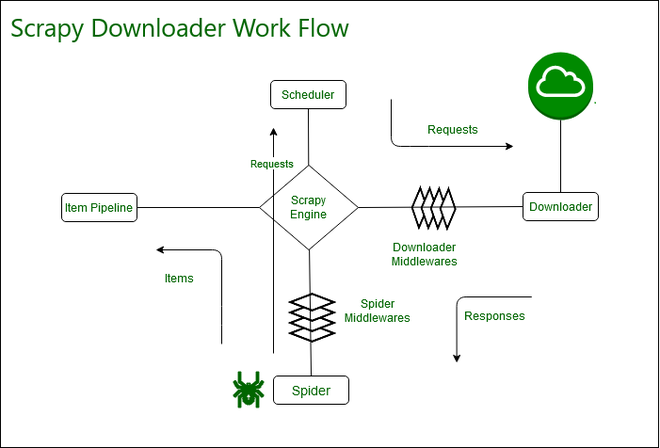 Scrapy Downloader Work Flow
Scheduler
Requests
Requests
Scrapy
Engine
Item Pipeline
Downloader
Downloader
Middlewares
Items
Spider
Middlewares
Responses
Spider